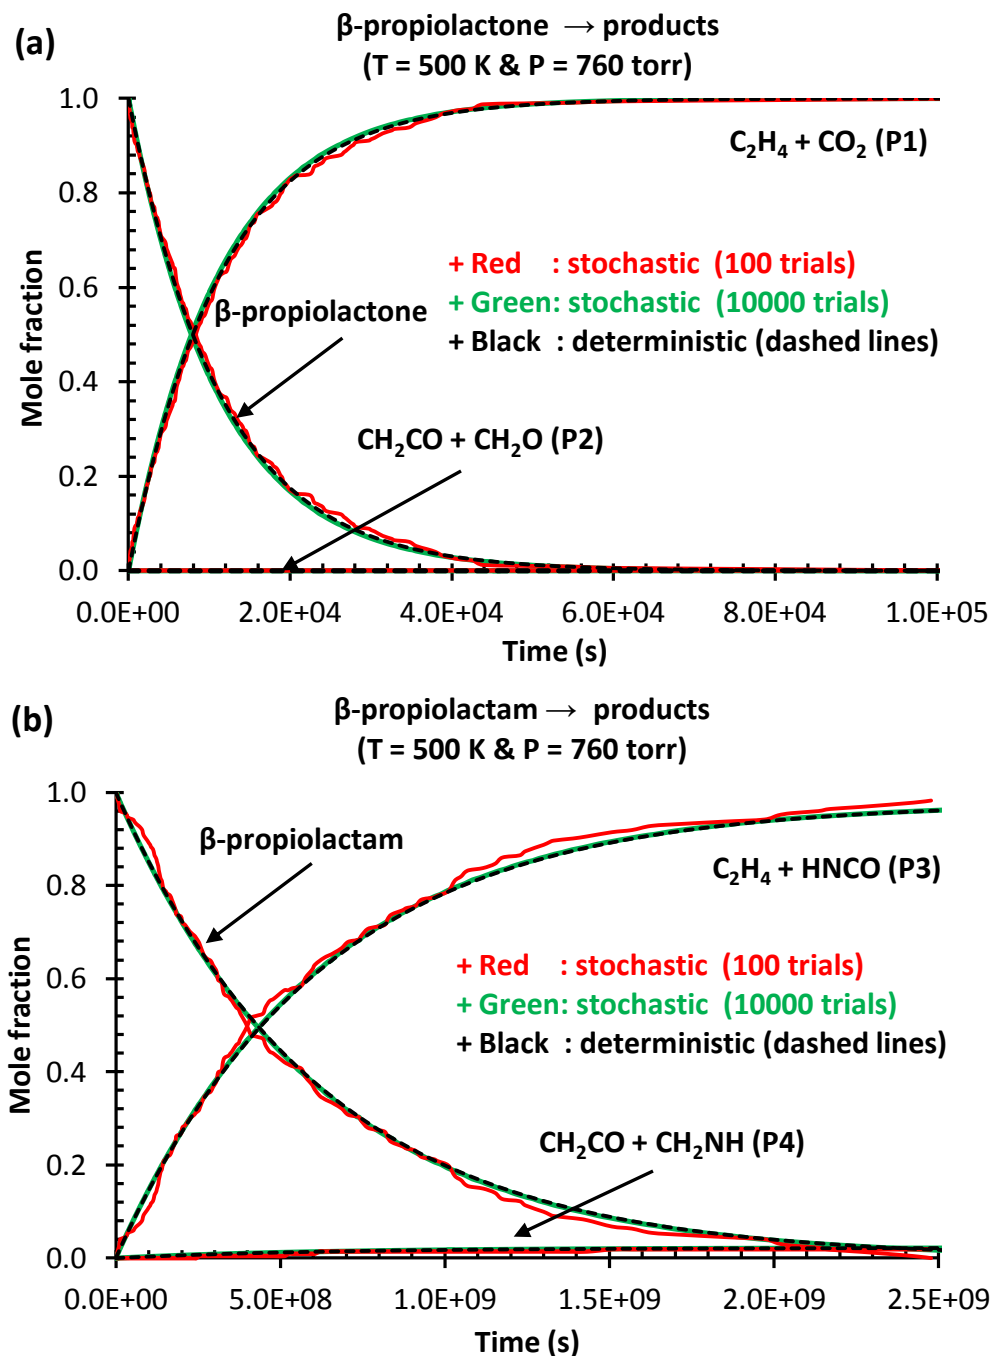 (a)
β-propiolactone → products
(T = 500 K & P = 760 torr)
1.0
0.8
0.6
0.4
0.2
0.0
Mole fraction
C₂H₄ + CO₂ (P1)
+ Red : stochastic (100 trials)
+ Green: stochastic (10000 trials)
+ Black : deterministic (dashed lines)
β-propiolactone
CH₂CO + CH₂O (P2)
0.0E+00 2.0E+04 4.0E+04 6.0E+04 8.0E+04 1.0E+05
Time (s)
(b)
β-propiolactam → products
(T = 500 K & P = 760 torr)
1.0
0.8
0.6
0.4
0.2
0.0
Mole fraction
β-propiolactam
C₂H₄ + HNCO (P3)
+ Red : stochastic (100 trials)
+ Green: stochastic (10000 trials)
+ Black : deterministic (dashed lines)
CH₂CO + CH₂NH (P4)
0.0E+00 5.0E+08 1.0E+09 1.5E+09 2.0E+09 2.5E+09
Time (s)